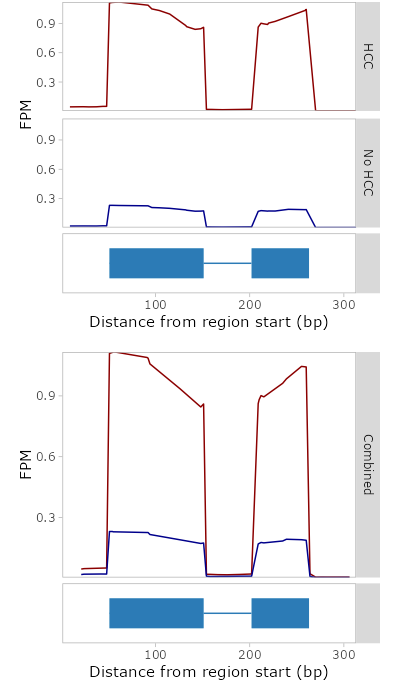 0.9
0.6
0.3
HCC
FPM
0.9
0.6
0.3
No HCC
100
200
300
Distance from region start (bp)
0.9
0.6
0.3
FPM
Combined
100
200
300
Distance from region start (bp)